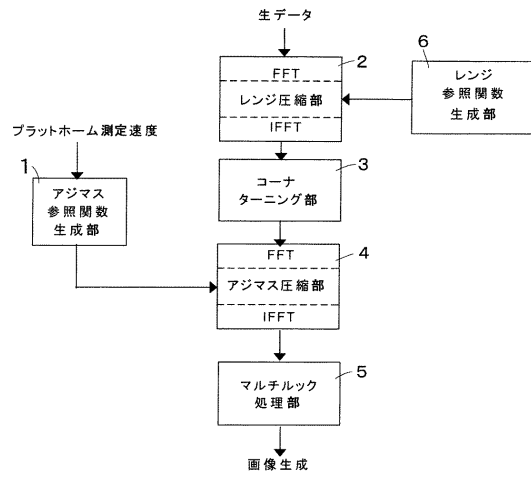 生データ
2
FFT
レンジ圧縮部
IFFT
6
レンジ
参照関数
生成部
プラットホーム測定速度
1
アジマス
参照関数
生成部
3
コーナ
ターニング部
4
FFT
アジマス圧縮部
IFFT
5
マルチルック
処理部
画像生成